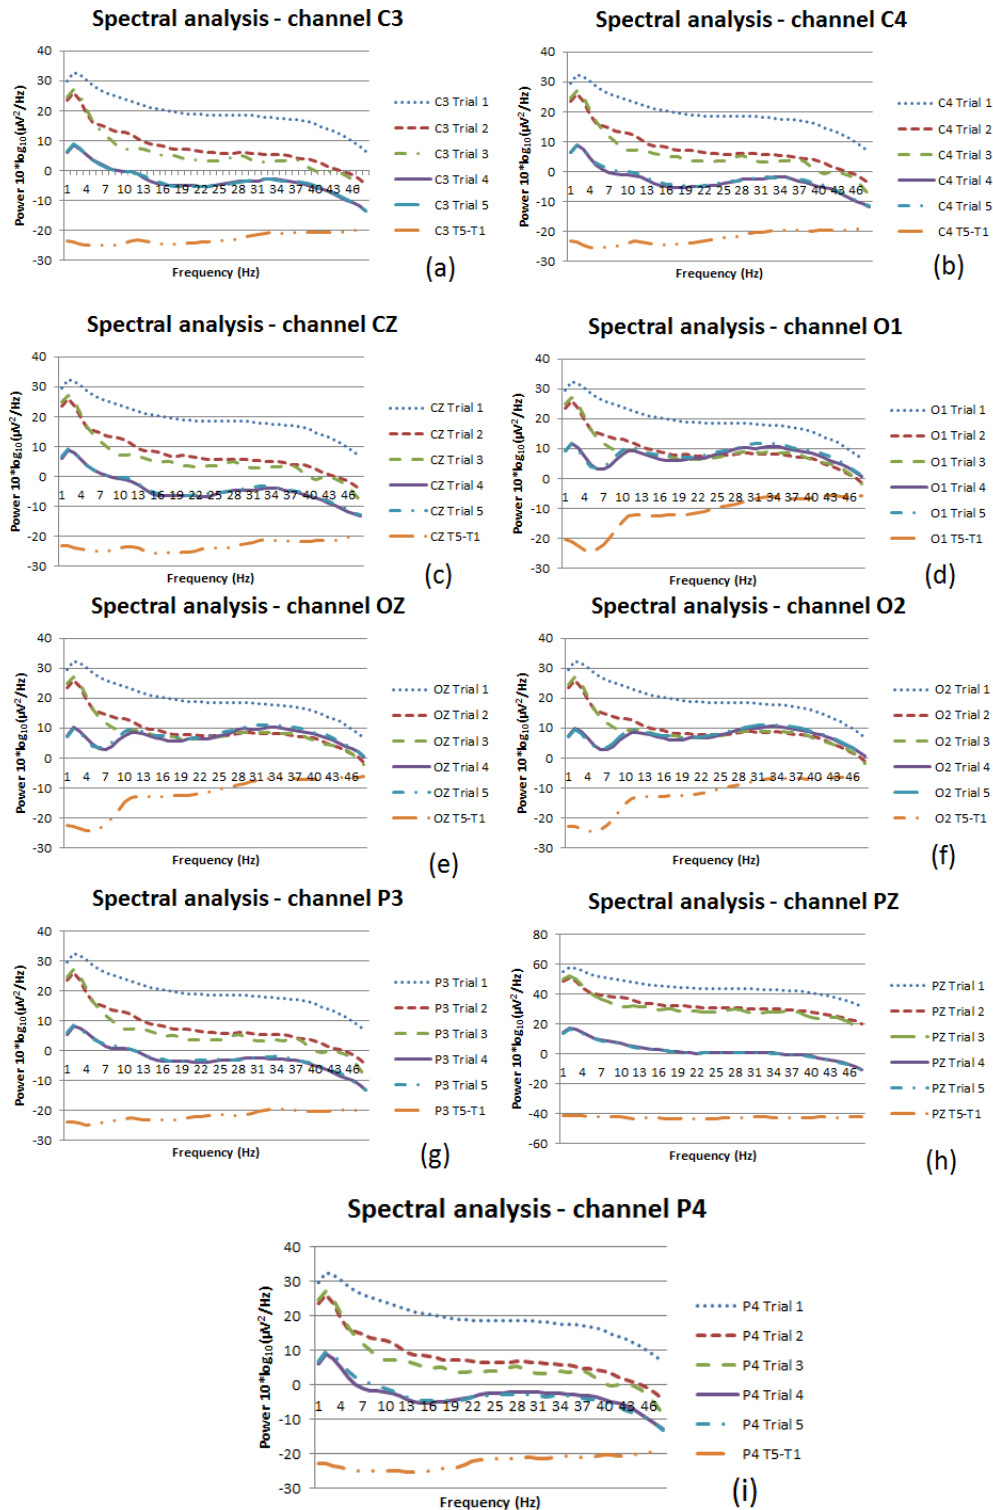 Spectral analysis - channel C3
Power 10*log₁₀(µV²/Hz)
40
30
20
10
0
-10
-20
-30
1 4 7 10 13 16 19 22 25 28 31 34 37 40 43 46
Frequency (Hz)
C3 Trial 1
C3 Trial 2
C3 Trial 3
C3 Trial 4
C3 Trial 5
C3 T5-T1
(a)
Spectral analysis - channel C4
Power 10*log₁₀(µV²/Hz)
40
30
20
10
0
-10
-20
-30
1 4 7 10 13 16 19 22 25 28 31 34 37 40 43 46
Frequency (Hz)
C4 Trial 1
C4 Trial 2
C4 Trial 3
C4 Trial 4
C4 Trial 5
C4 T5-T1
(b)
Spectral analysis - channel CZ
Power 10*log₁₀(µV²/Hz)
40
30
20
10
0
-10
-20
-30
1 4 7 10 13 16 19 22 25 28 31 34 37 40 43 46
Frequency (Hz)
CZ Trial 1
CZ Trial 2
CZ Trial 3
CZ Trial 4
CZ Trial 5
CZ T5-T1
(c)
Spectral analysis - channel O1
Power 10*log₁₀(µV²/Hz)
40
30
20
10
0
-10
-20
-30
1 4 7 10 13 16 19 22 25 28 31 34 37 40 43 46
Frequency (Hz)
O1 Trial 1
O1 Trial 2
O1 Trial 3
O1 Trial 4
O1 Trial 5
O1 T5-T1
(d)
Spectral analysis - channel OZ
Power 10*log₁₀(µV²/Hz)
40
30
20
10
0
-10
-20
-30
1 4 7 10 13 16 19 22 25 28 31 34 37 40 43 46
Frequency (Hz)
OZ Trial 1
OZ Trial 2
OZ Trial 3
OZ Trial 4
OZ Trial 5
OZ T5-T1
(e)
Spectral analysis - channel O2
Power 10*log₁₀(µV²/Hz)
40
30
20
10
0
-10
-20
-30
1 4 7 10 13 16 19 22 25 28 31 34 37 40 43 46
Frequency (Hz)
O2 Trial 1
O2 Trial 2
O2 Trial 3
O2 Trial 4
O2 Trial 5
O2 T5-T1
(f)
Spectral analysis - channel P3
Power 10*log₁₀(µV²/Hz)
40
30
20
10
0
-10
-20
-30
1 4 7 10 13 16 19 22 25 28 31 34 37 40 43 46
Frequency (Hz)
P3 Trial 1
P3 Trial 2
P3 Trial 3
P3 Trial 4
P3 Trial 5
P3 T5-T1
(g)
Spectral analysis - channel PZ
Power 10*log₁₀(µV²/Hz)
80
60
40
20
0
-20
-40
-60
1 4 7 10 13 16 19 22 25 28 31 34 37 40 43 46
Frequency (Hz)
PZ Trial 1
PZ Trial 2
PZ Trial 3
PZ Trial 4
PZ Trial 5
PZ T5-T1
(h)
Spectral analysis - channel P4
Power 10*log₁₀(µV²/Hz)
40
30
20
10
0
-10
-20
-30
1 4 7 10 13 16 19 22 25 28 31 34 37 40 43 46
Frequency (Hz)
P4 Trial 1
P4 Trial 2
P4 Trial 3
P4 Trial 4
P4 Trial 5
P4 T5-T1
(i)